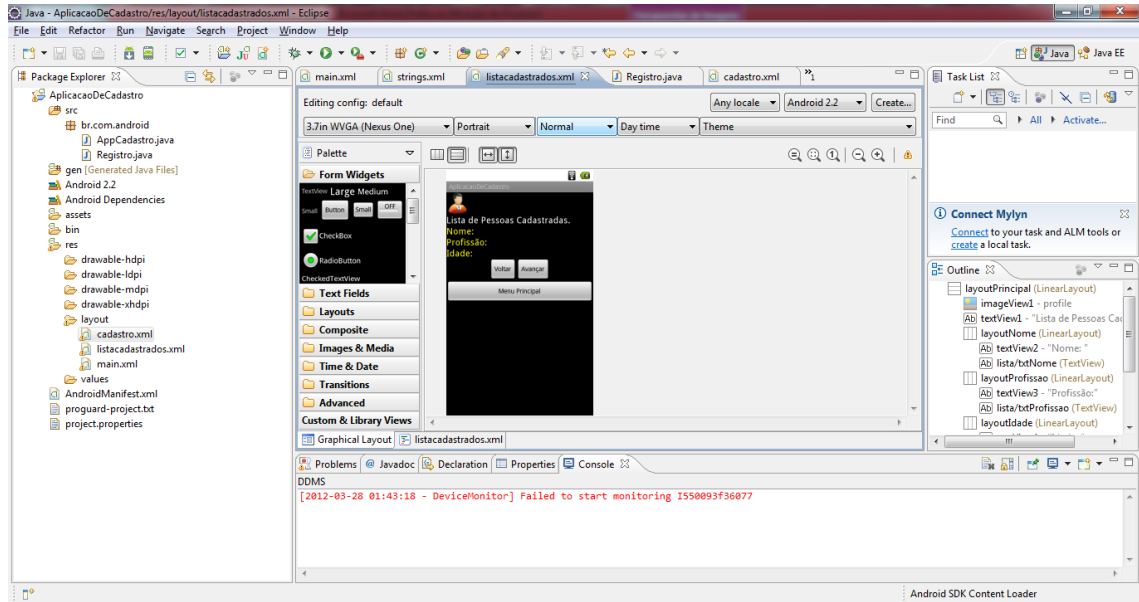 Java - AplicacaoDeCadastro/res/layout/listacadastrados.xml - Eclipse
File Edit Refactor Run Navigate Search Project Window Help
Java Java EE
Package Explorer
AplicacaoDeCadastro
src
br.com.android
AppCadastro.java
Registro.java
gen [Generated Java Files]
Android 2.2
Android Dependencies
assets
bin
res
drawable-hdpi
drawable-ldpi
drawable-mdpi
drawable-xhdpi
layout
cadastro.xml
listacadastrados.xml
main.xml
values
AndroidManifest.xml
proguard-project.txt
project.properties
main.xml strings.xml listacadastrados.xml Registro.java cadastro.xml »1
Editing config: default Any locale Android 2.2 Create...
3.7in WVGA (Nexus One) Portrait Normal Day time Theme
Palette
Form Widgets
TextView Large Medium
Small Button Small OFF
CheckBox
RadioButton
CheckedTextView
Text Fields
Layouts
Composite
Images & Media
Time & Date
Transitions
Advanced
Custom & Library Views
AplicacaoDeCadastro
Lista de Pessoas Cadastradas.
Nome:
Profissão:
Idade:
Voltar Avançar
Menu Principal
Graphical Layout listacadastrados.xml
Task List
Find All Activate...
Connect Mylyn
Connect to your task and ALM tools or
create a local task.
Outline
layoutPrincipal (LinearLayout)
imageView1 - profile
Ab textView1 - "Lista de Pessoas Cac
layoutNome (LinearLayout)
Ab textView2 - "Nome: "
Ab lista/txtNome (TextView)
layoutProfissao (LinearLayout)
Ab textView3 - "Profissão:"
Ab lista/txtProfissao (TextView)
layoutIdade (LinearLayout)
Problems @ Javadoc Declaration Properties Console
DDMS
[2012-03-28 01:43:18 - DeviceMonitor] Failed to start monitoring I550093f36077
Android SDK Content Loader